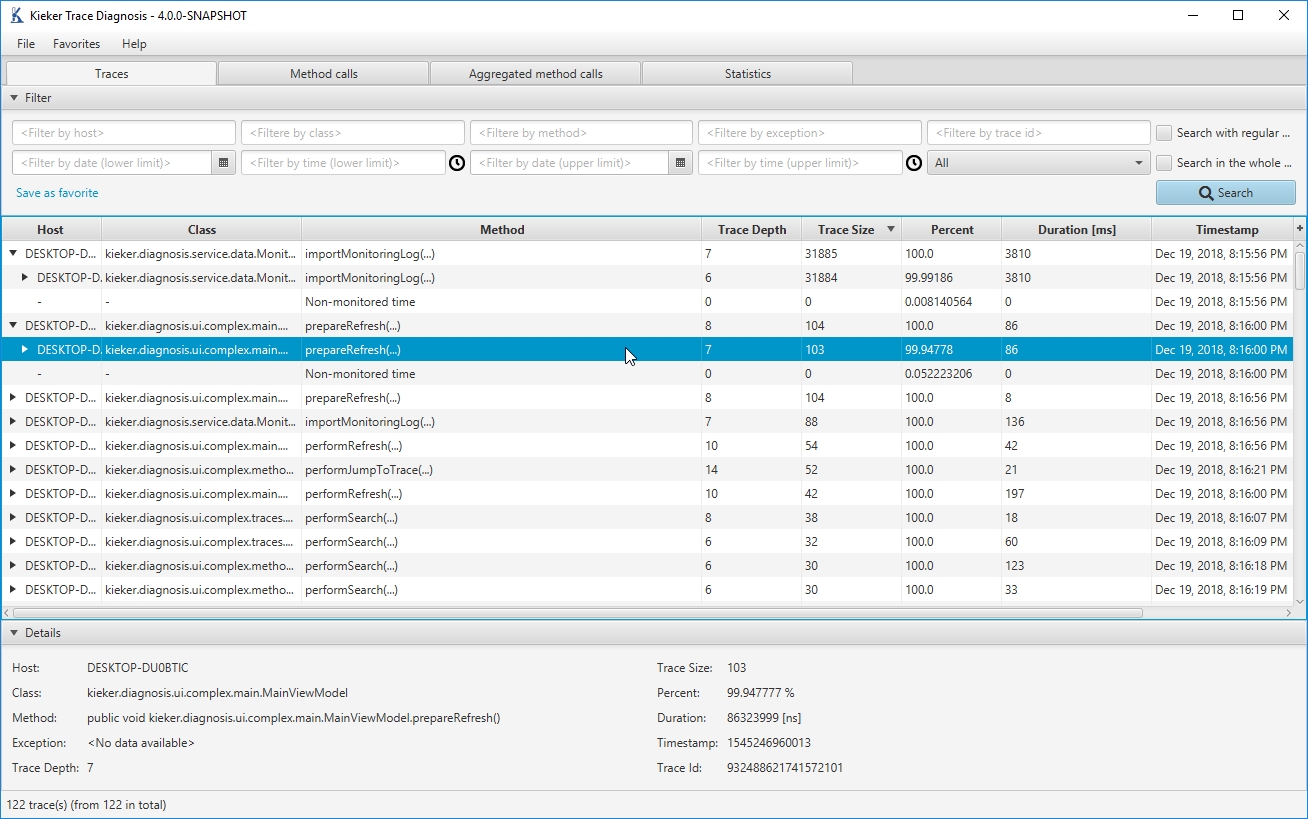 Kieker Trace Diagnosis - 4.0.0-SNAPSHOT
File Favorites Help
Traces Method calls Aggregated method calls Statistics
Filter
<Filter by host> <Filtere by class> <Filtere by method> <Filtere by exception> <Filtere by trace id> Search with regular ...
<Filter by date (lower limit)> <Filter by time (lower limit)> <Filter by date (upper limit)> <Filter by time (upper limit)> All Search in the whole ...
Save as favorite Search
Host Class Method Trace Depth Trace Size Percent Duration [ms] Timestamp +
DESKTOP-D... kieker.diagnosis.service.data.Monit... importMonitoringLog(...) 7 31885 100.0 3810 Dec 19, 2018, 8:15:56 PM
DESKTOP-D. kieker.diagnosis.service.data.Monit... importMonitoringLog(...) 6 31884 99.99186 3810 Dec 19, 2018, 8:15:56 PM
- - Non-monitored time 0 0 0.008140564 0 Dec 19, 2018, 8:15:56 PM
DESKTOP-D... kieker.diagnosis.ui.complex.main.... prepareRefresh(...) 8 104 100.0 86 Dec 19, 2018, 8:16:00 PM
DESKTOP-D. kieker.diagnosis.ui.complex.main.... prepareRefresh(...) 7 103 99.94778 86 Dec 19, 2018, 8:16:00 PM
- - Non-monitored time 0 0 0.052223206 0 Dec 19, 2018, 8:16:00 PM
DESKTOP-D... kieker.diagnosis.ui.complex.main.... prepareRefresh(...) 8 104 100.0 8 Dec 19, 2018, 8:16:56 PM
DESKTOP-D... kieker.diagnosis.service.data.Monit... importMonitoringLog(...) 7 88 100.0 136 Dec 19, 2018, 8:16:56 PM
DESKTOP-D... kieker.diagnosis.ui.complex.main.... performRefresh(...) 10 54 100.0 42 Dec 19, 2018, 8:16:56 PM
DESKTOP-D... kieker.diagnosis.ui.complex.metho... performJumpToTrace(...) 14 52 100.0 21 Dec 19, 2018, 8:16:21 PM
DESKTOP-D... kieker.diagnosis.ui.complex.main.... performRefresh(...) 10 42 100.0 197 Dec 19, 2018, 8:16:00 PM
DESKTOP-D... kieker.diagnosis.ui.complex.traces.... performSearch(...) 8 38 100.0 18 Dec 19, 2018, 8:16:07 PM
DESKTOP-D... kieker.diagnosis.ui.complex.traces.... performSearch(...) 6 32 100.0 60 Dec 19, 2018, 8:16:09 PM
DESKTOP-D... kieker.diagnosis.ui.complex.metho... performSearch(...) 6 30 100.0 123 Dec 19, 2018, 8:16:18 PM
DESKTOP-D... kieker.diagnosis.ui.complex.metho... performSearch(...) 6 30 100.0 33 Dec 19, 2018, 8:16:19 PM
Details
Host: DESKTOP-DU0BTIC Trace Size: 103
Class: kieker.diagnosis.ui.complex.main.MainViewModel Percent: 99.947777 %
Method: public void kieker.diagnosis.ui.complex.main.MainViewModel.prepareRefresh() Duration: 86323999 [ns]
Exception: <No data available> Timestamp: 1545246960013
Trace Depth: 7 Trace Id: 932488621741572101
122 trace(s) (from 122 in total)